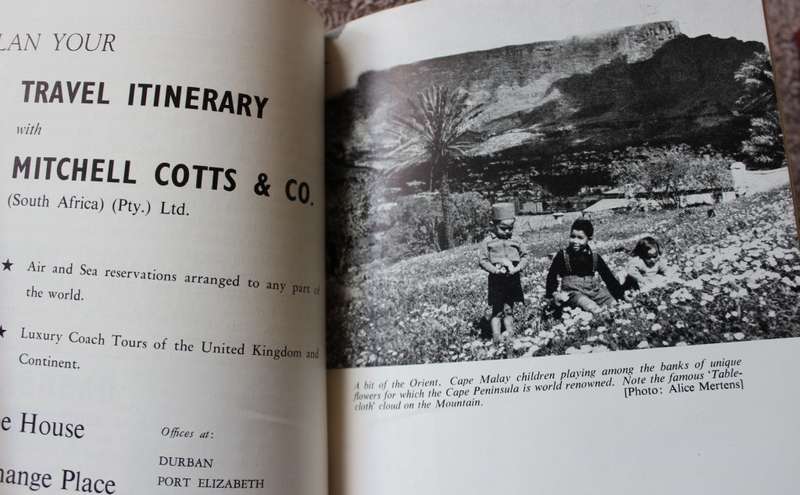 LAN YOUR
TRAVEL ITINERARY
with
MITCHELL COTTS & CO.
(South Africa) (Pty.) Ltd.
★ Air and Sea reservations arranged to any part of
the world.
★ Luxury Coach Tours of the United Kingdom and
Continent.
e House
Offices at:
hange Place
DURBAN
PORT ELIZABETH
A bit of the Orient. Cape Malay children playing among the banks of unique
flowers for which the Cape Peninsula is world renowned. Note the famous 'Table-
cloth' cloud on the Mountain.
[Photo: Alice Mertens]